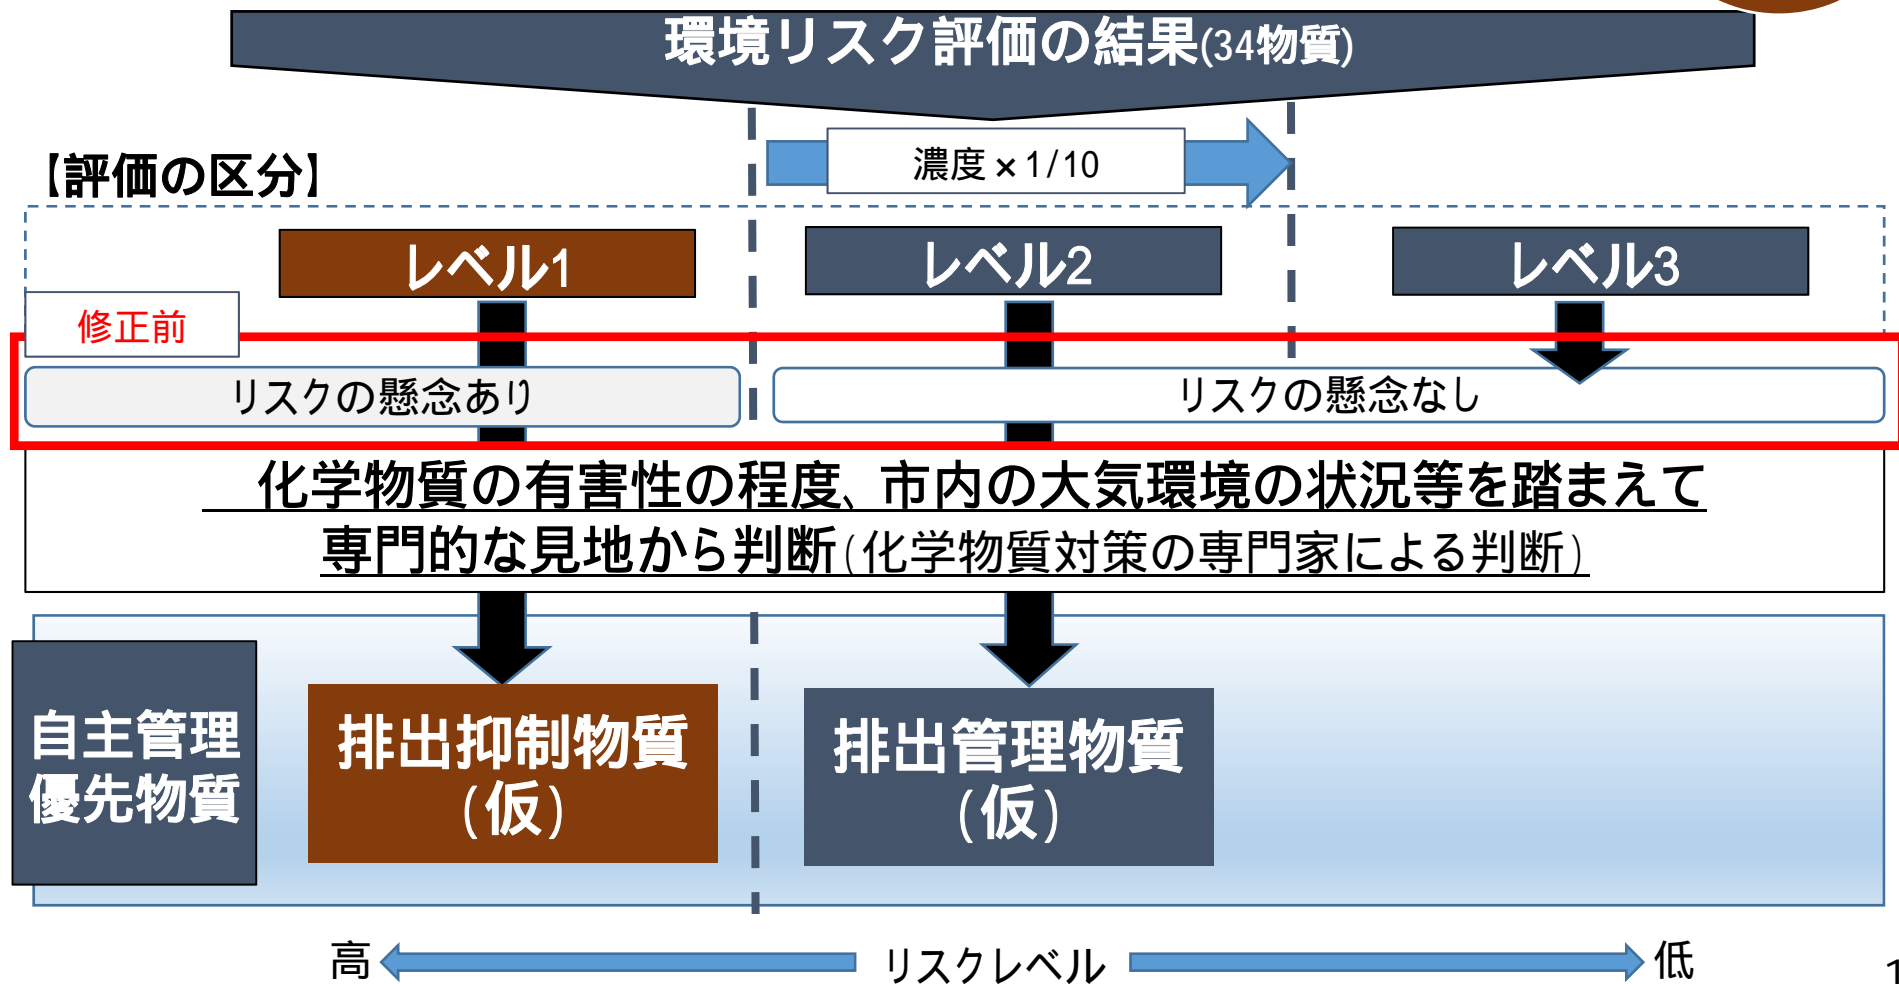 環境リスク評価の結果(34物質)
濃度×1/10
【評価の区分】
レベル1
レベル2
レベル3
修正前
リスクの懸念あり
リスクの懸念なし
化学物質の有害性の程度、市内の大気環境の状況等を踏まえて
専門的な見地から判断(化学物質対策の専門家による判断)
自主管理
優先物質
排出抑制物質
(仮)
排出管理物質
(仮)
高
リスクレベル
低